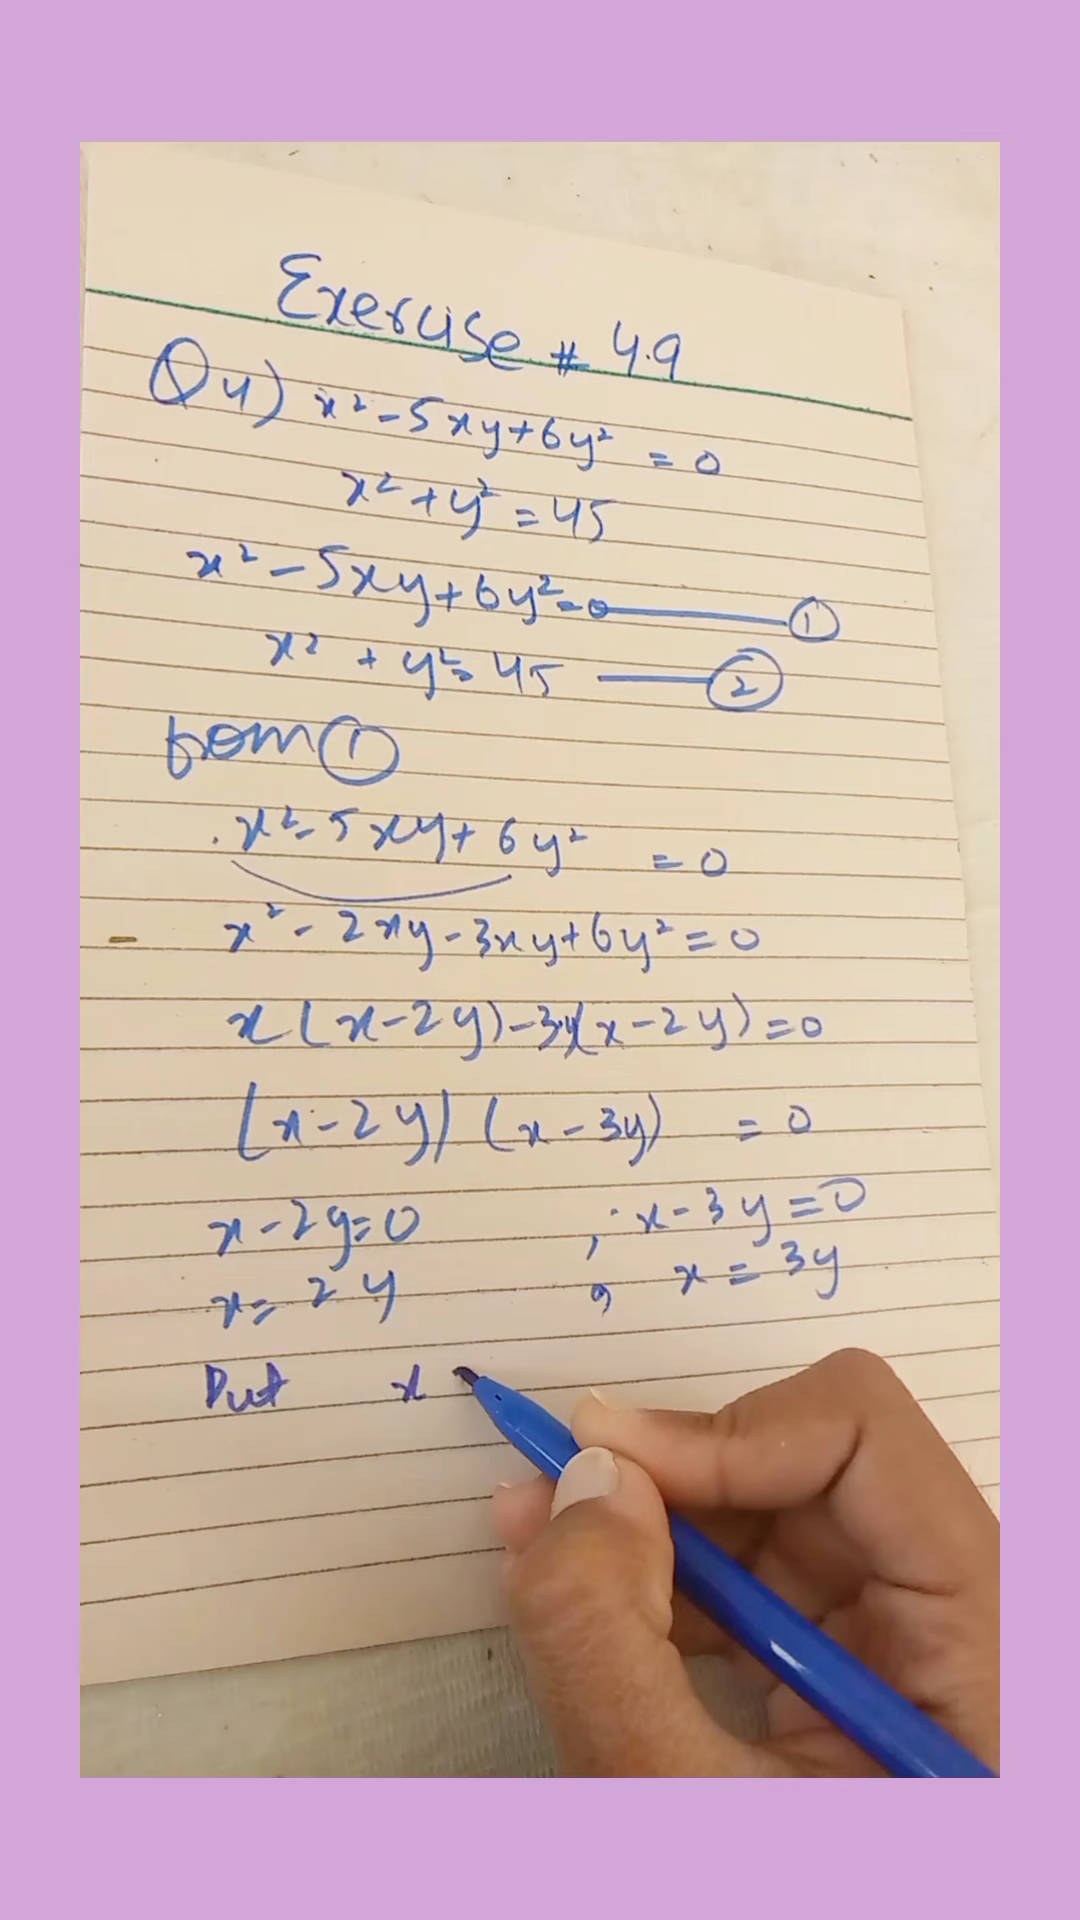 Exercise # 4.9
Q4) x² - 5xy + 6y² = 0
x² + y² = 45
x² - 5xy + 6y² = 0 ——— ①
x² + y² = 45 ——— ②
from ①
x² - 5xy + 6y² = 0
x² - 2xy - 3xy + 6y² = 0
x(x - 2y) - 3y(x - 2y) = 0
(x - 2y) (x - 3y) = 0
x - 2y = 0 ; x - 3y = 0
x = 2y , x = 3y
Put x